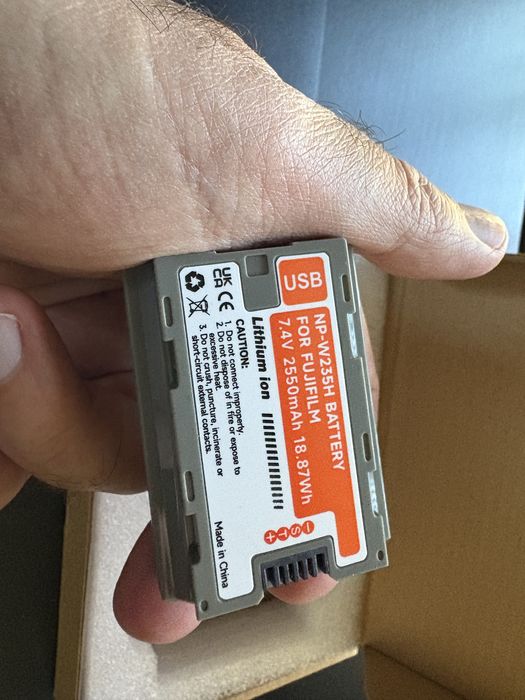 USB
NP-W235H BATTERY
FOR FUJIFILM
7.4V 2550mAh 18.87Wh
Lithium ion
− S T +
UK
CA
CE
CAUTION:
1. Do not connect improperly.
2. Do not dispose of in fire or expose to
excessive heat.
3. Do not crush, puncture, incinerate or
short-circuit external contacts.
Made in China